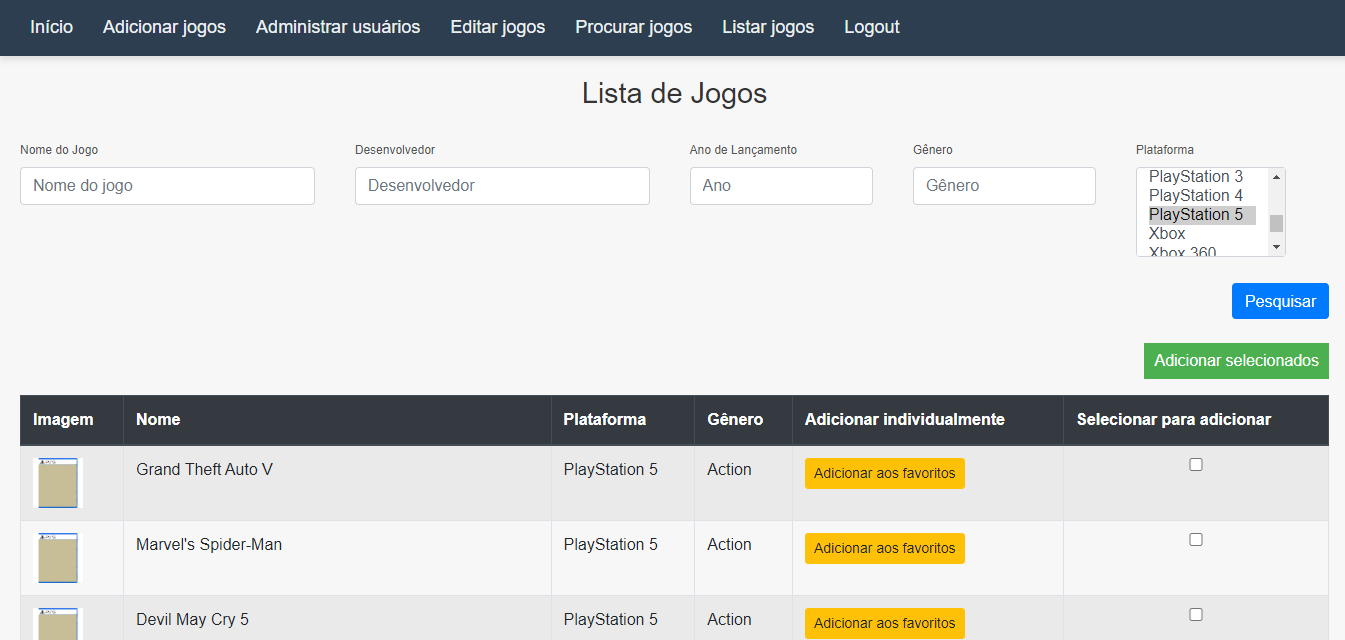 Início Adicionar jogos Administrar usuários Editar jogos Procurar jogos Listar jogos Logout
Lista de Jogos
Nome do Jogo Desenvolvedor Ano de Lançamento Gênero Plataforma
Nome do jogo Desenvolvedor Ano Gênero
PlayStation 3
PlayStation 4
PlayStation 5
Xbox
Xbox 360
Pesquisar
Adicionar selecionados
Imagem Nome Plataforma Gênero Adicionar individualmente Selecionar para adicionar
Grand Theft Auto V PlayStation 5 Action Adicionar aos favoritos
Marvel's Spider-Man PlayStation 5 Action Adicionar aos favoritos
Devil May Cry 5 PlayStation 5 Action Adicionar aos favoritos